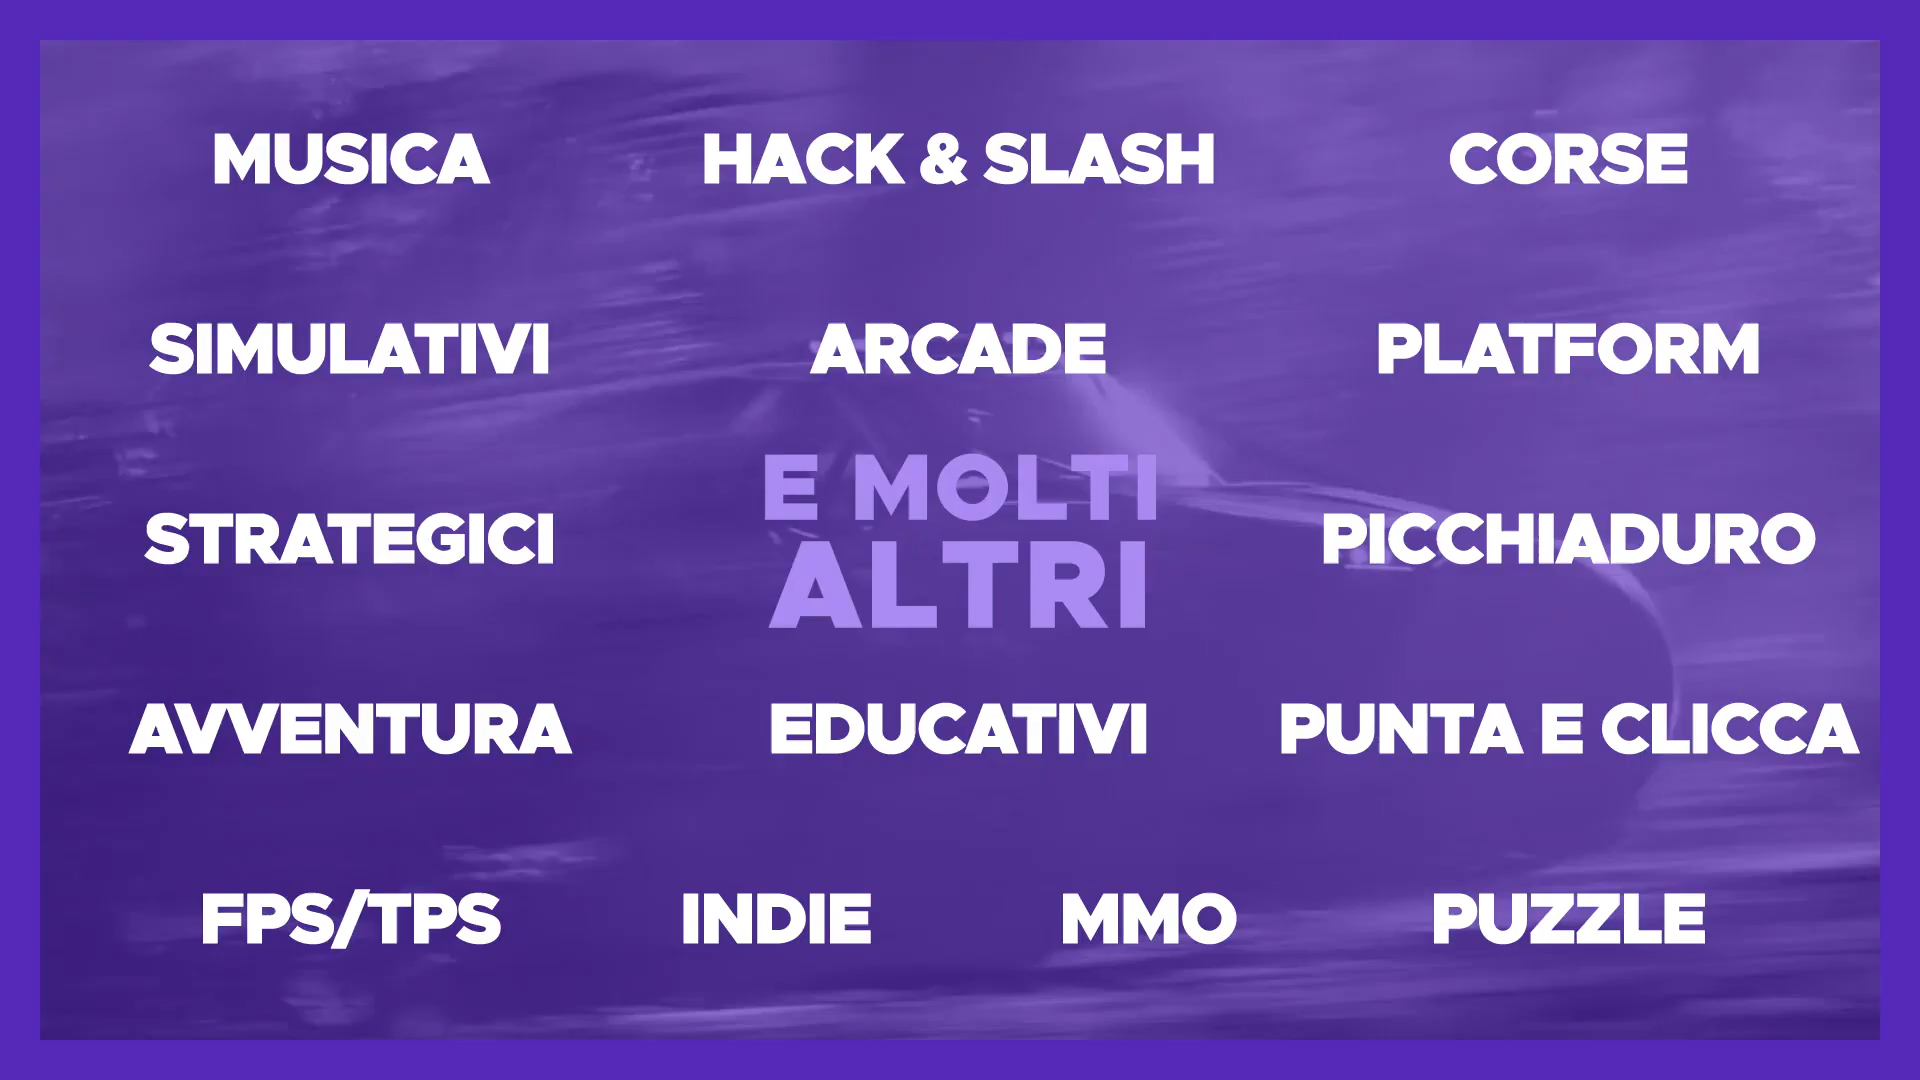 MUSICA
HACK & SLASH
CORSE
SIMULATIVI
ARCADE
PLATFORM
STRATEGICI
E MOLTI
ALTRI
PICCHIADURO
AVVENTURA
EDUCATIVI
PUNTA E CLICCA
FPS/TPS
INDIE
MMO
PUZZLE